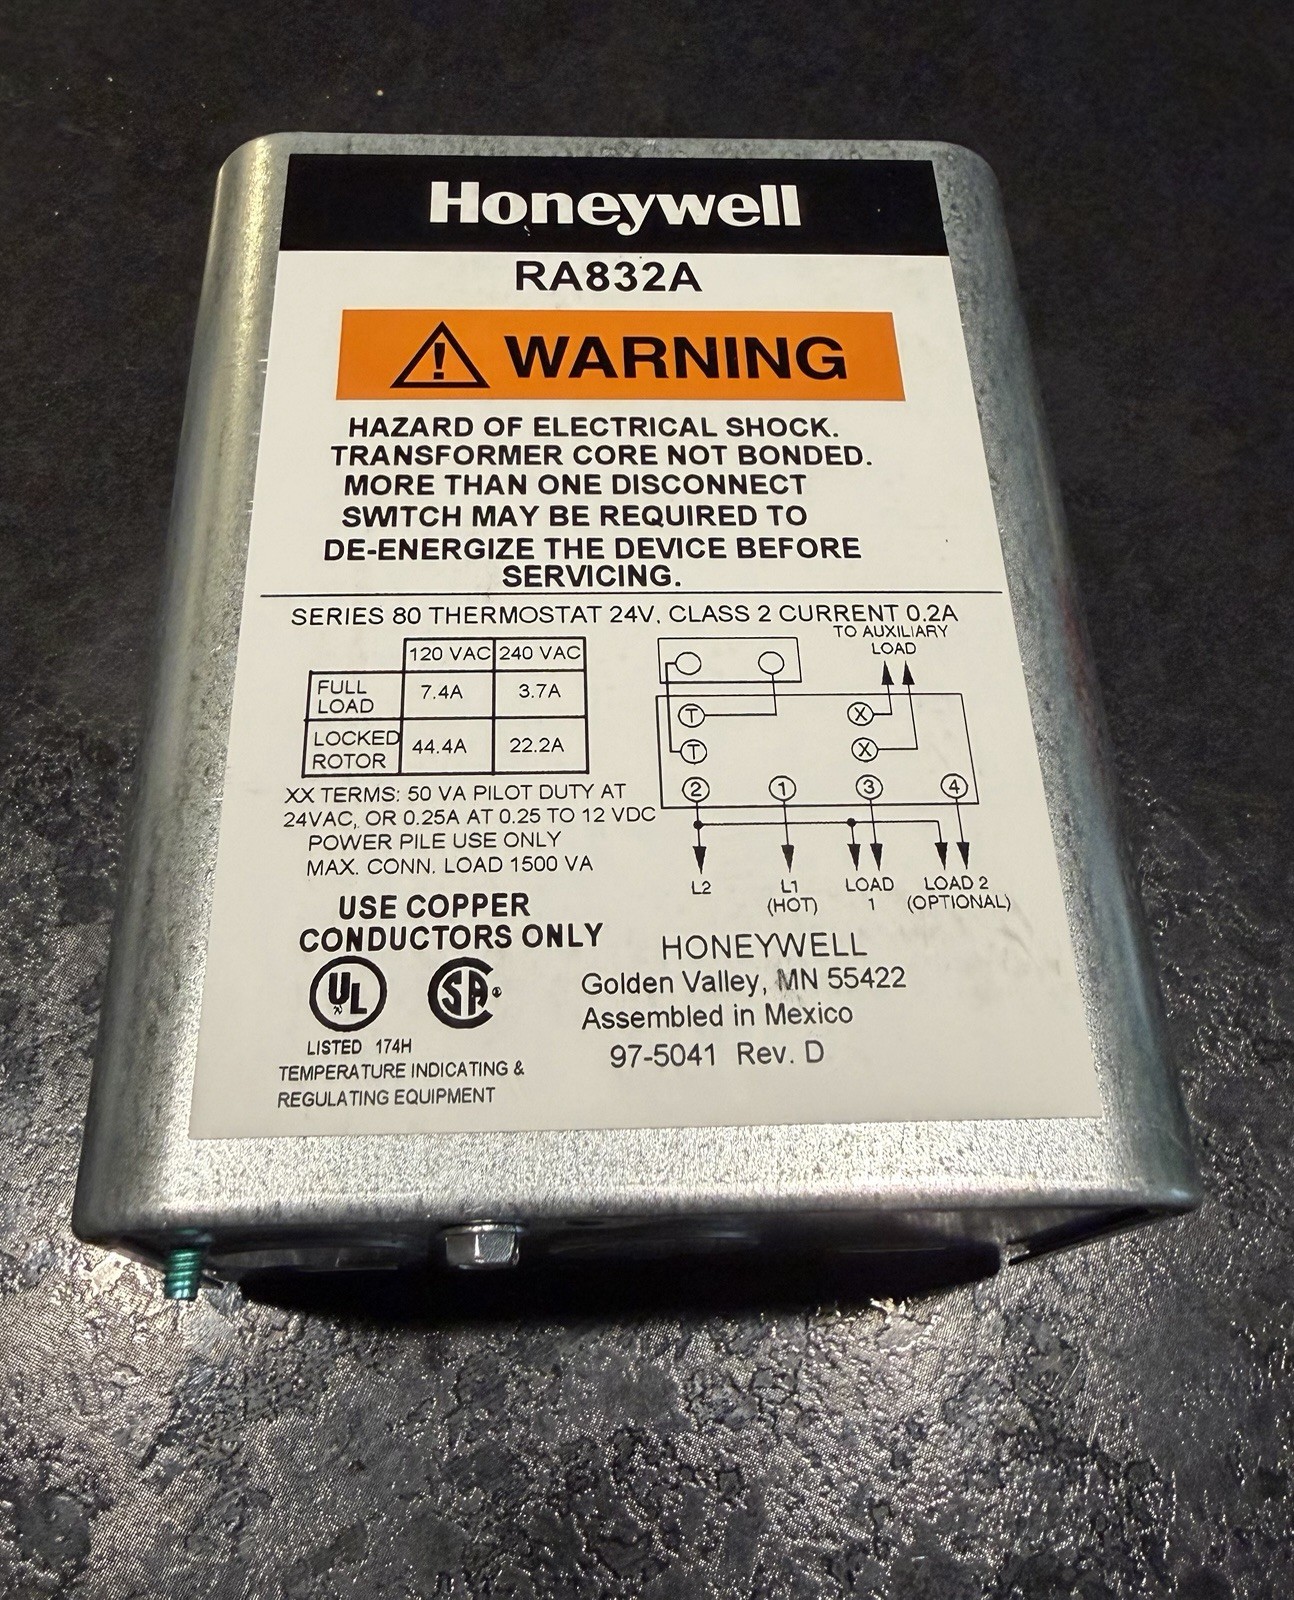 Honeywell
RA832A
! WARNING
HAZARD OF ELECTRICAL SHOCK.
TRANSFORMER CORE NOT BONDED.
MORE THAN ONE DISCONNECT
SWITCH MAY BE REQUIRED TO
DE-ENERGIZE THE DEVICE BEFORE
SERVICING.
SERIES 80 THERMOSTAT 24V, CLASS 2 CURRENT 0.2A
120 VAC 240 VAC
FULL
LOAD
7.4A 3.7A
LOCKED
ROTOR
44.4A 22.2A
XX TERMS: 50 VA PILOT DUTY AT
24VAC, OR 0.25A AT 0.25 TO 12 VDC
POWER PILE USE ONLY
MAX. CONN. LOAD 1500 VA
TO AUXILIARY
LOAD
T X
T X
2 1 3 4
L2
L1
(HOT)
LOAD
1
LOAD 2
(OPTIONAL)
USE COPPER
CONDUCTORS ONLY
UL
SA
LISTED 174H
TEMPERATURE INDICATING &
REGULATING EQUIPMENT
HONEYWELL
Golden Valley, MN 55422
Assembled in Mexico
97-5041 Rev. D